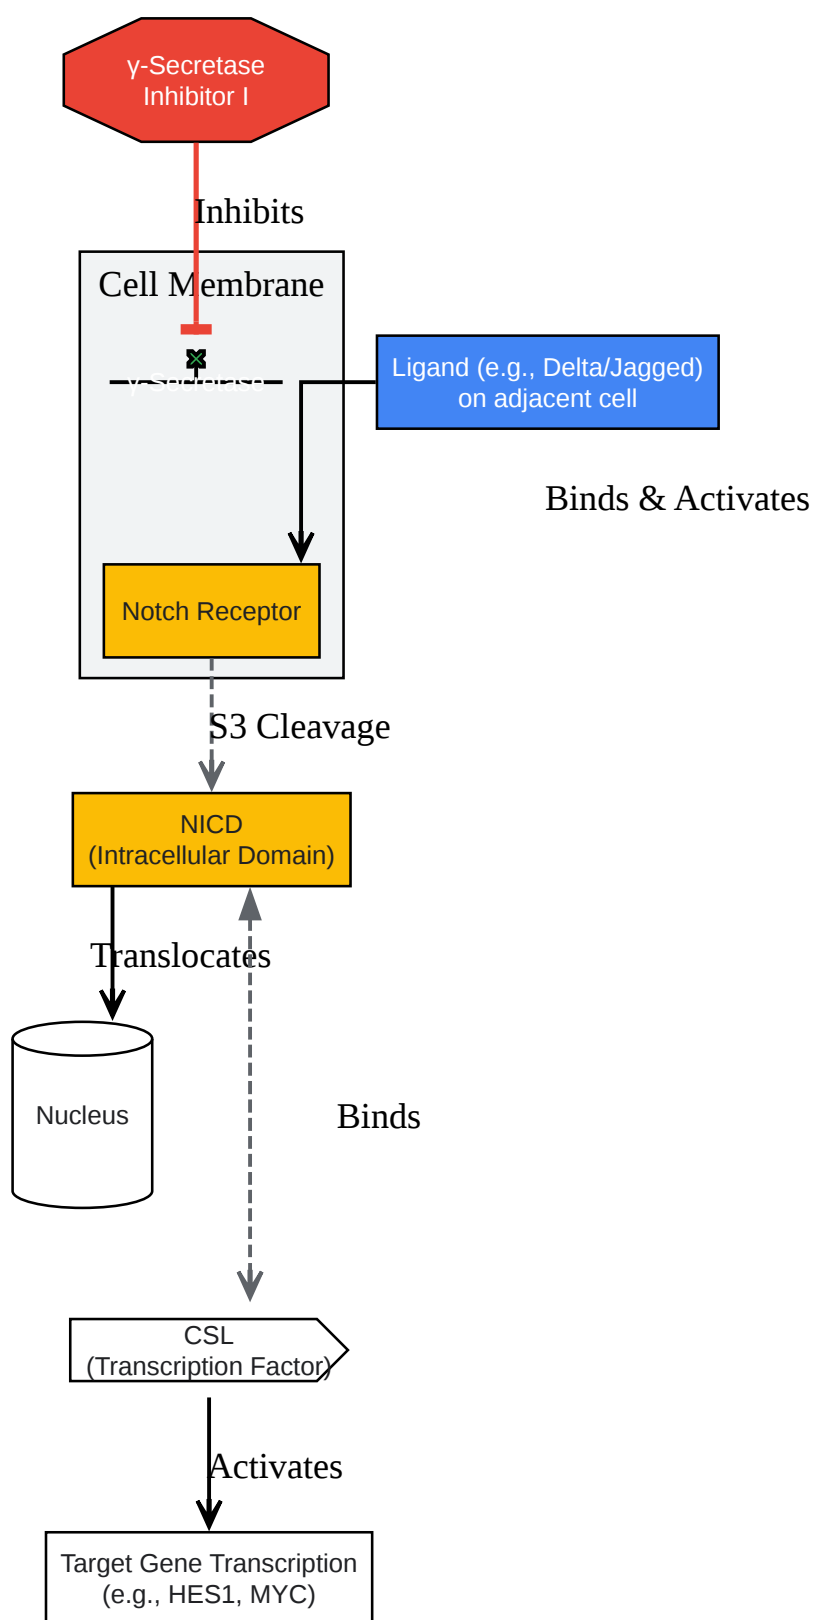 γ-Secretase
Inhibitor I
Inhibits
Cell Membrane
γ-Secretase
Ligand (e.g., Delta/Jagged)
on adjacent cell
Binds & Activates
Notch Receptor
S3 Cleavage
NICD
(Intracellular Domain)
Translocates
Nucleus
Binds
CSL
(Transcription Factor)
Activates
Target Gene Transcription
(e.g., HES1, MYC)